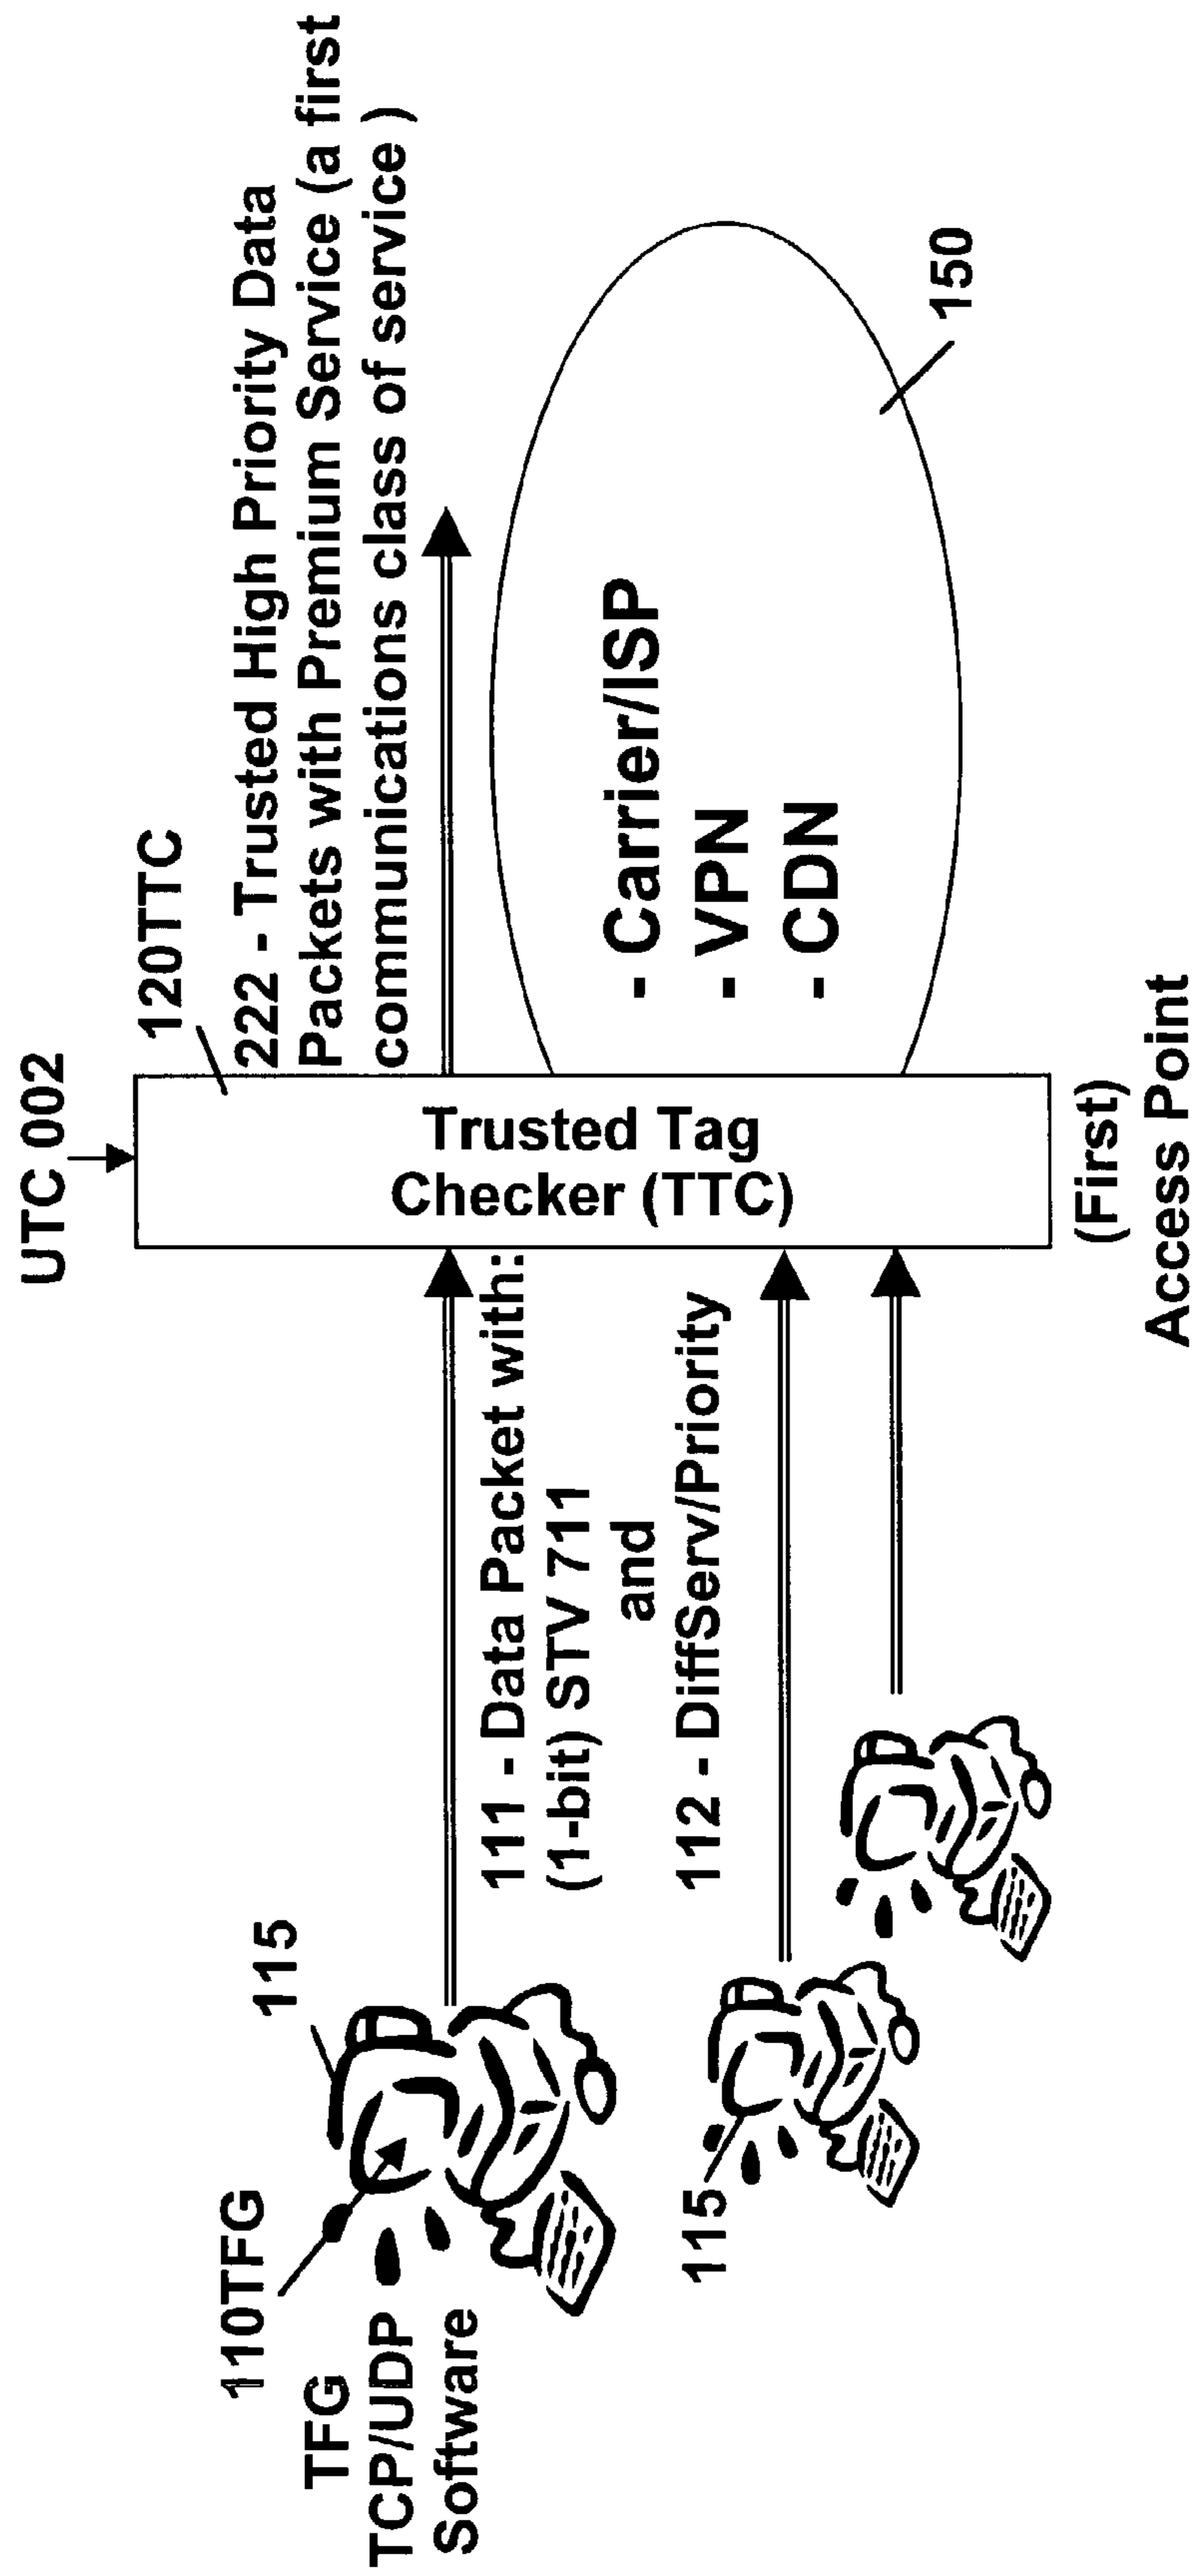 UTC 002
120TTC
222 - Trusted High Priority Data
Packets with Premium Service (a first
communications class of service )
110TFG
TFG
TCP/UDP
Software
115
Trusted Tag
Checker (TTC)
111 - Data Packet with:
(1-bit) STV 711
and
112 - DiffServ/Priority
- Carrier/ISP
- VPN
- CDN
115
150
(First)
Access Point